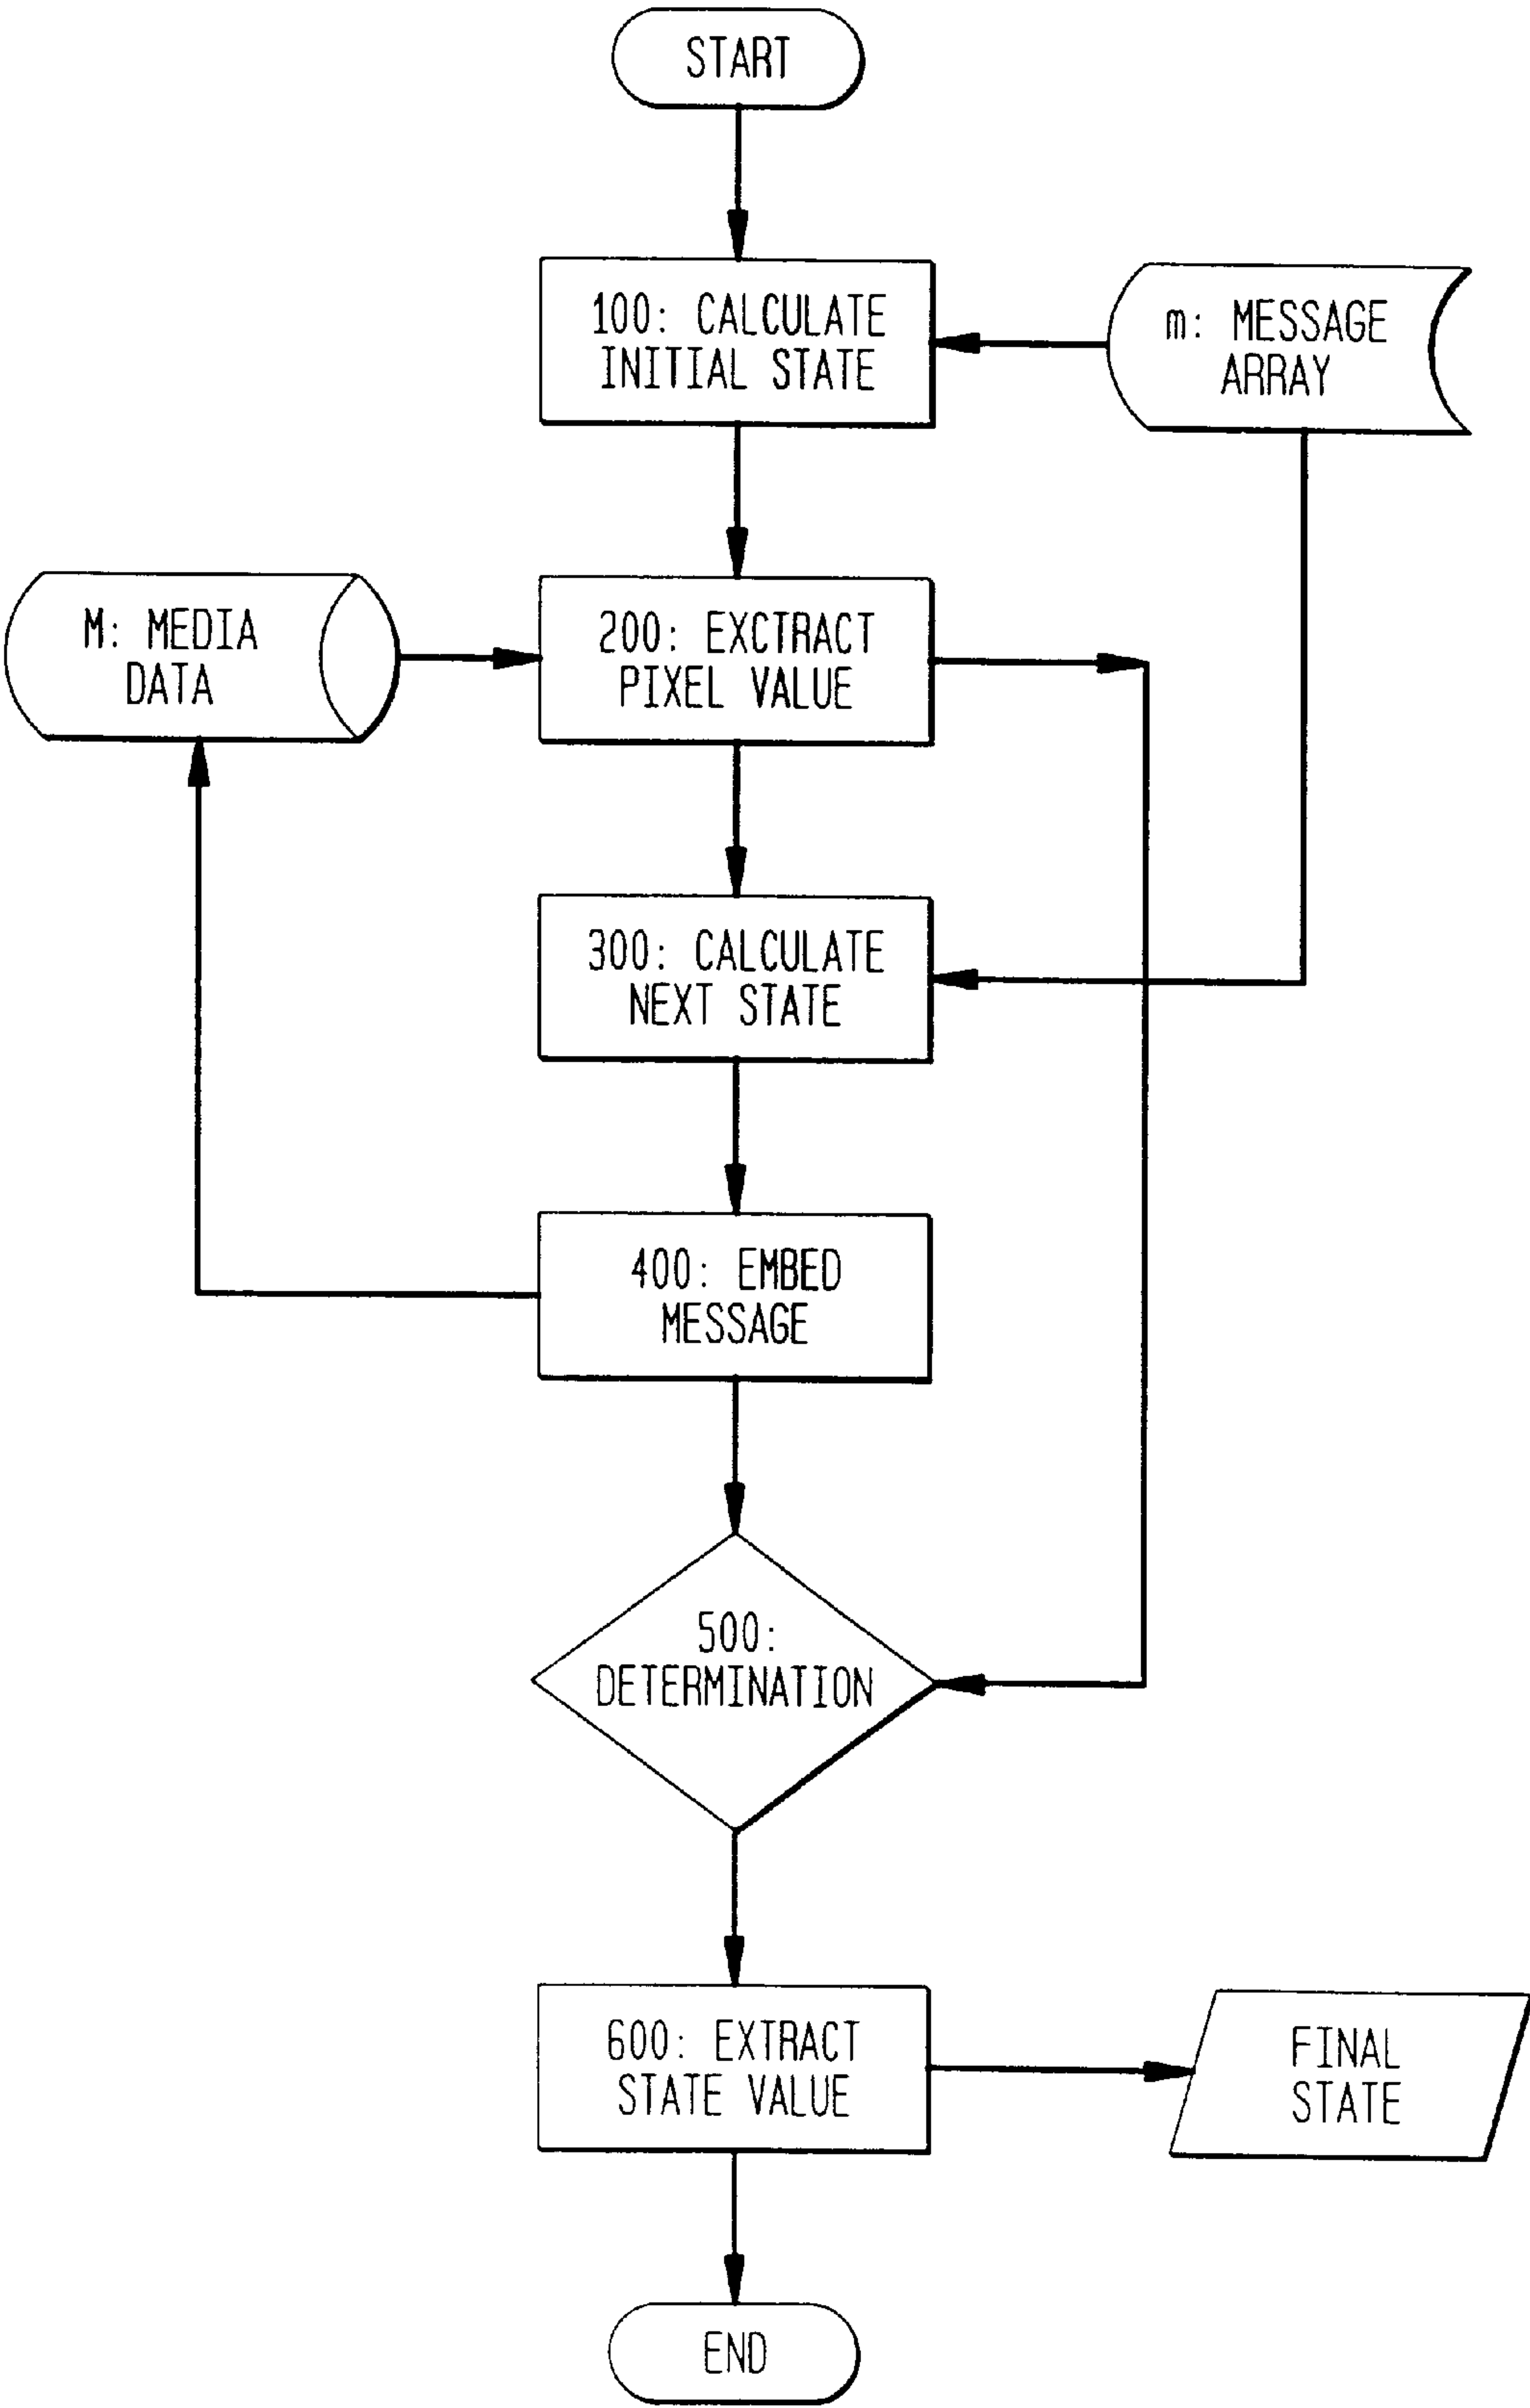 START
100: CALCULATE
INITIAL STATE
m: MESSAGE
ARRAY
M: MEDIA
DATA
200: EXCTRACT
PIXEL VALUE
300: CALCULATE
NEXT STATE
400: EMBED
MESSAGE
500:
DETERMINATION
600: EXTRACT
STATE VALUE
FINAL
STATE
END